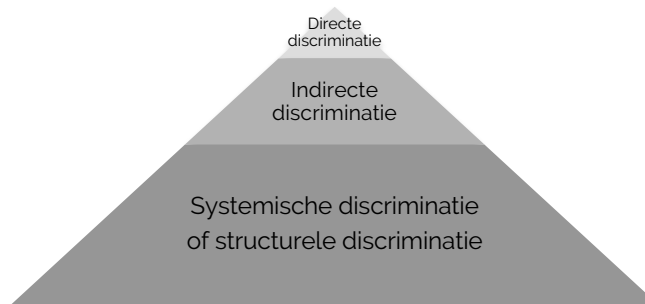 Directe
discriminatie
Indirecte
discriminatie
Systemische discriminatie
of structurele discriminatie